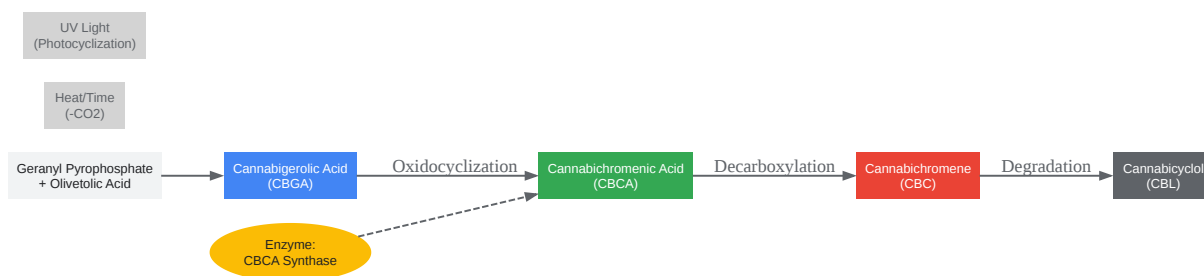 UV Light
(Photocyclization)
Heat/Time
(-CO2)
Geranyl Pyrophosphate
+ Olivetolic Acid
Cannabigerolic Acid
(CBGA)
Oxidocyclization
Cannabichromenic Acid
(CBCA)
Decarboxylation
Cannabichromene
(CBC)
Degradation
Cannabicyclol
(CBL)
Enzyme:
CBCA Synthase